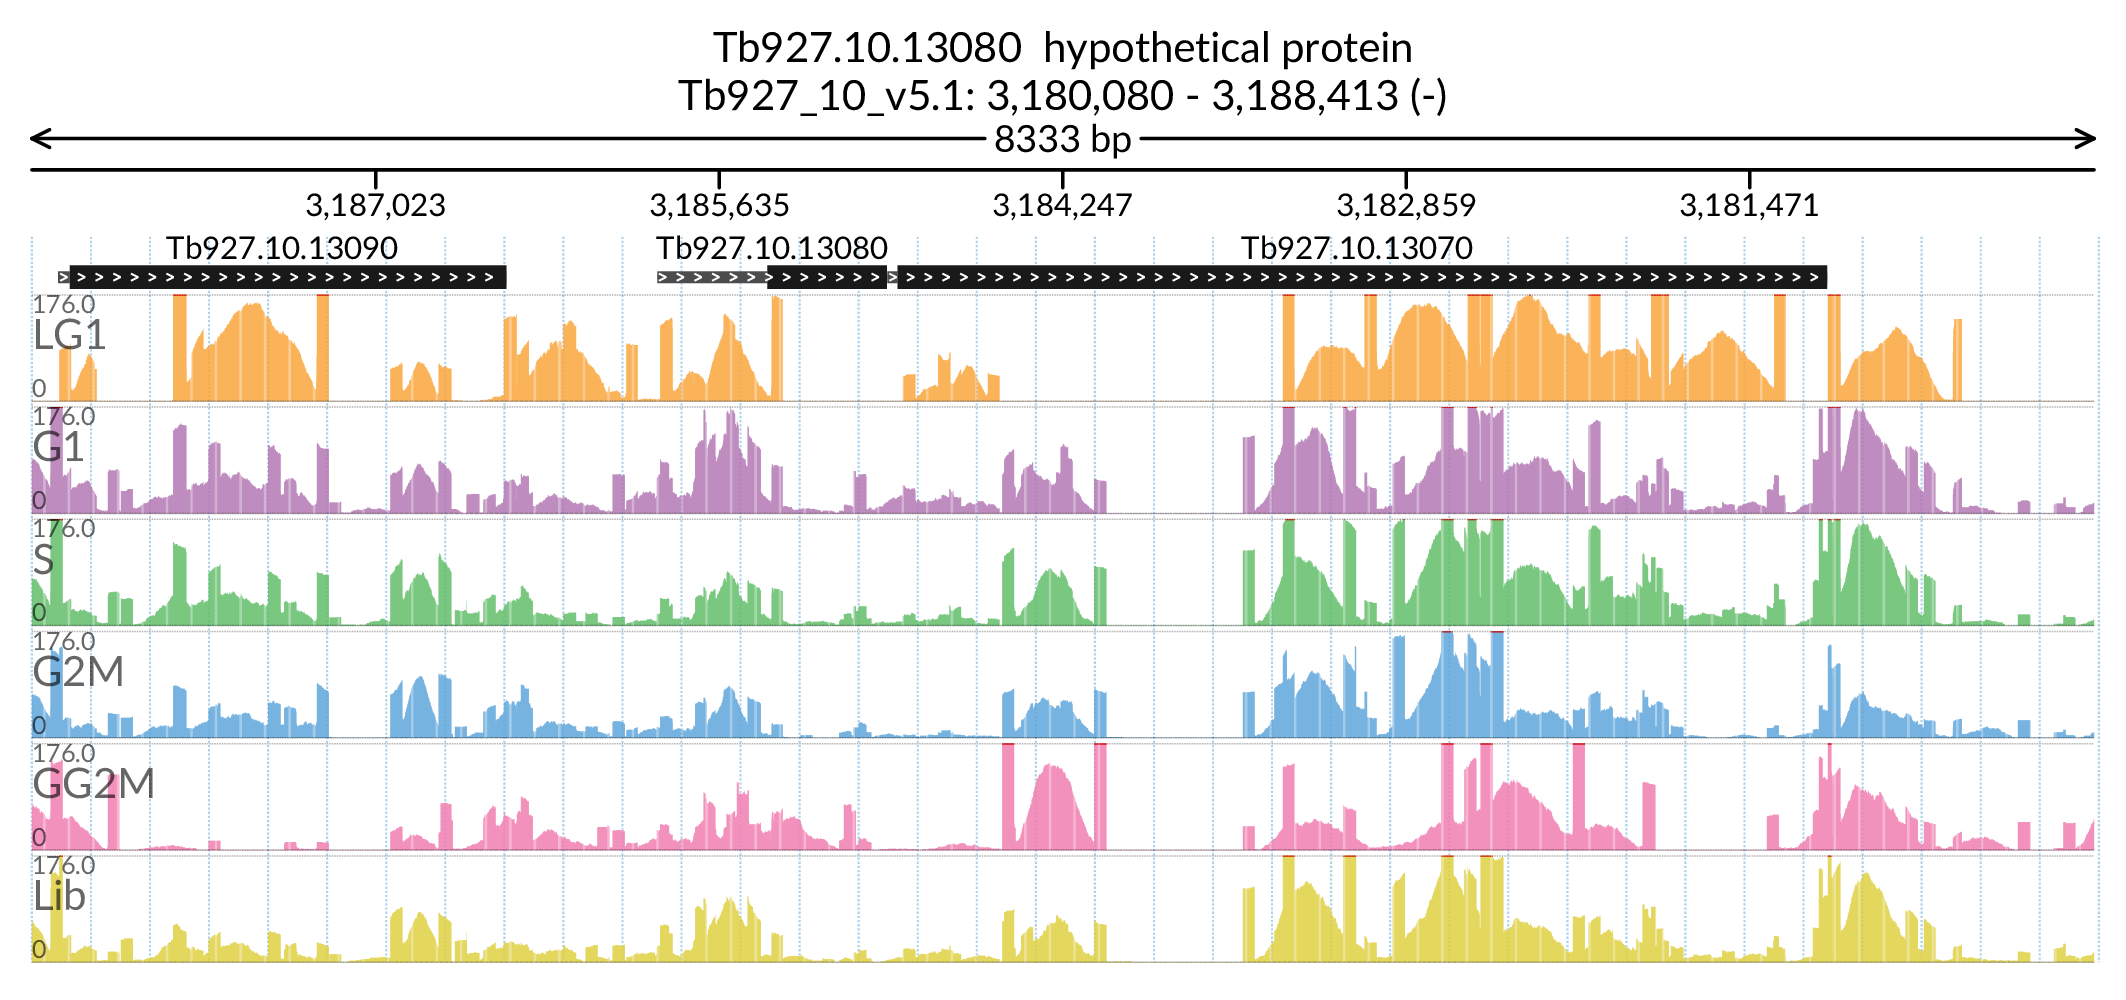 Tb927.10.13080 hypothetical protein
Tb927_10_v5.1: 3,180,080 - 3,188,413 (-)
8333 bp
3,187,023 3,185,635 3,184,247 3,182,859 3,181,471
Tb927.10.13090 Tb927.10.13080 Tb927.10.13070
176.0
LG1
0
176.0
G1
0
176.0
S
0
176.0
G2M
0
176.0
GG2M
0
176.0
Lib
0